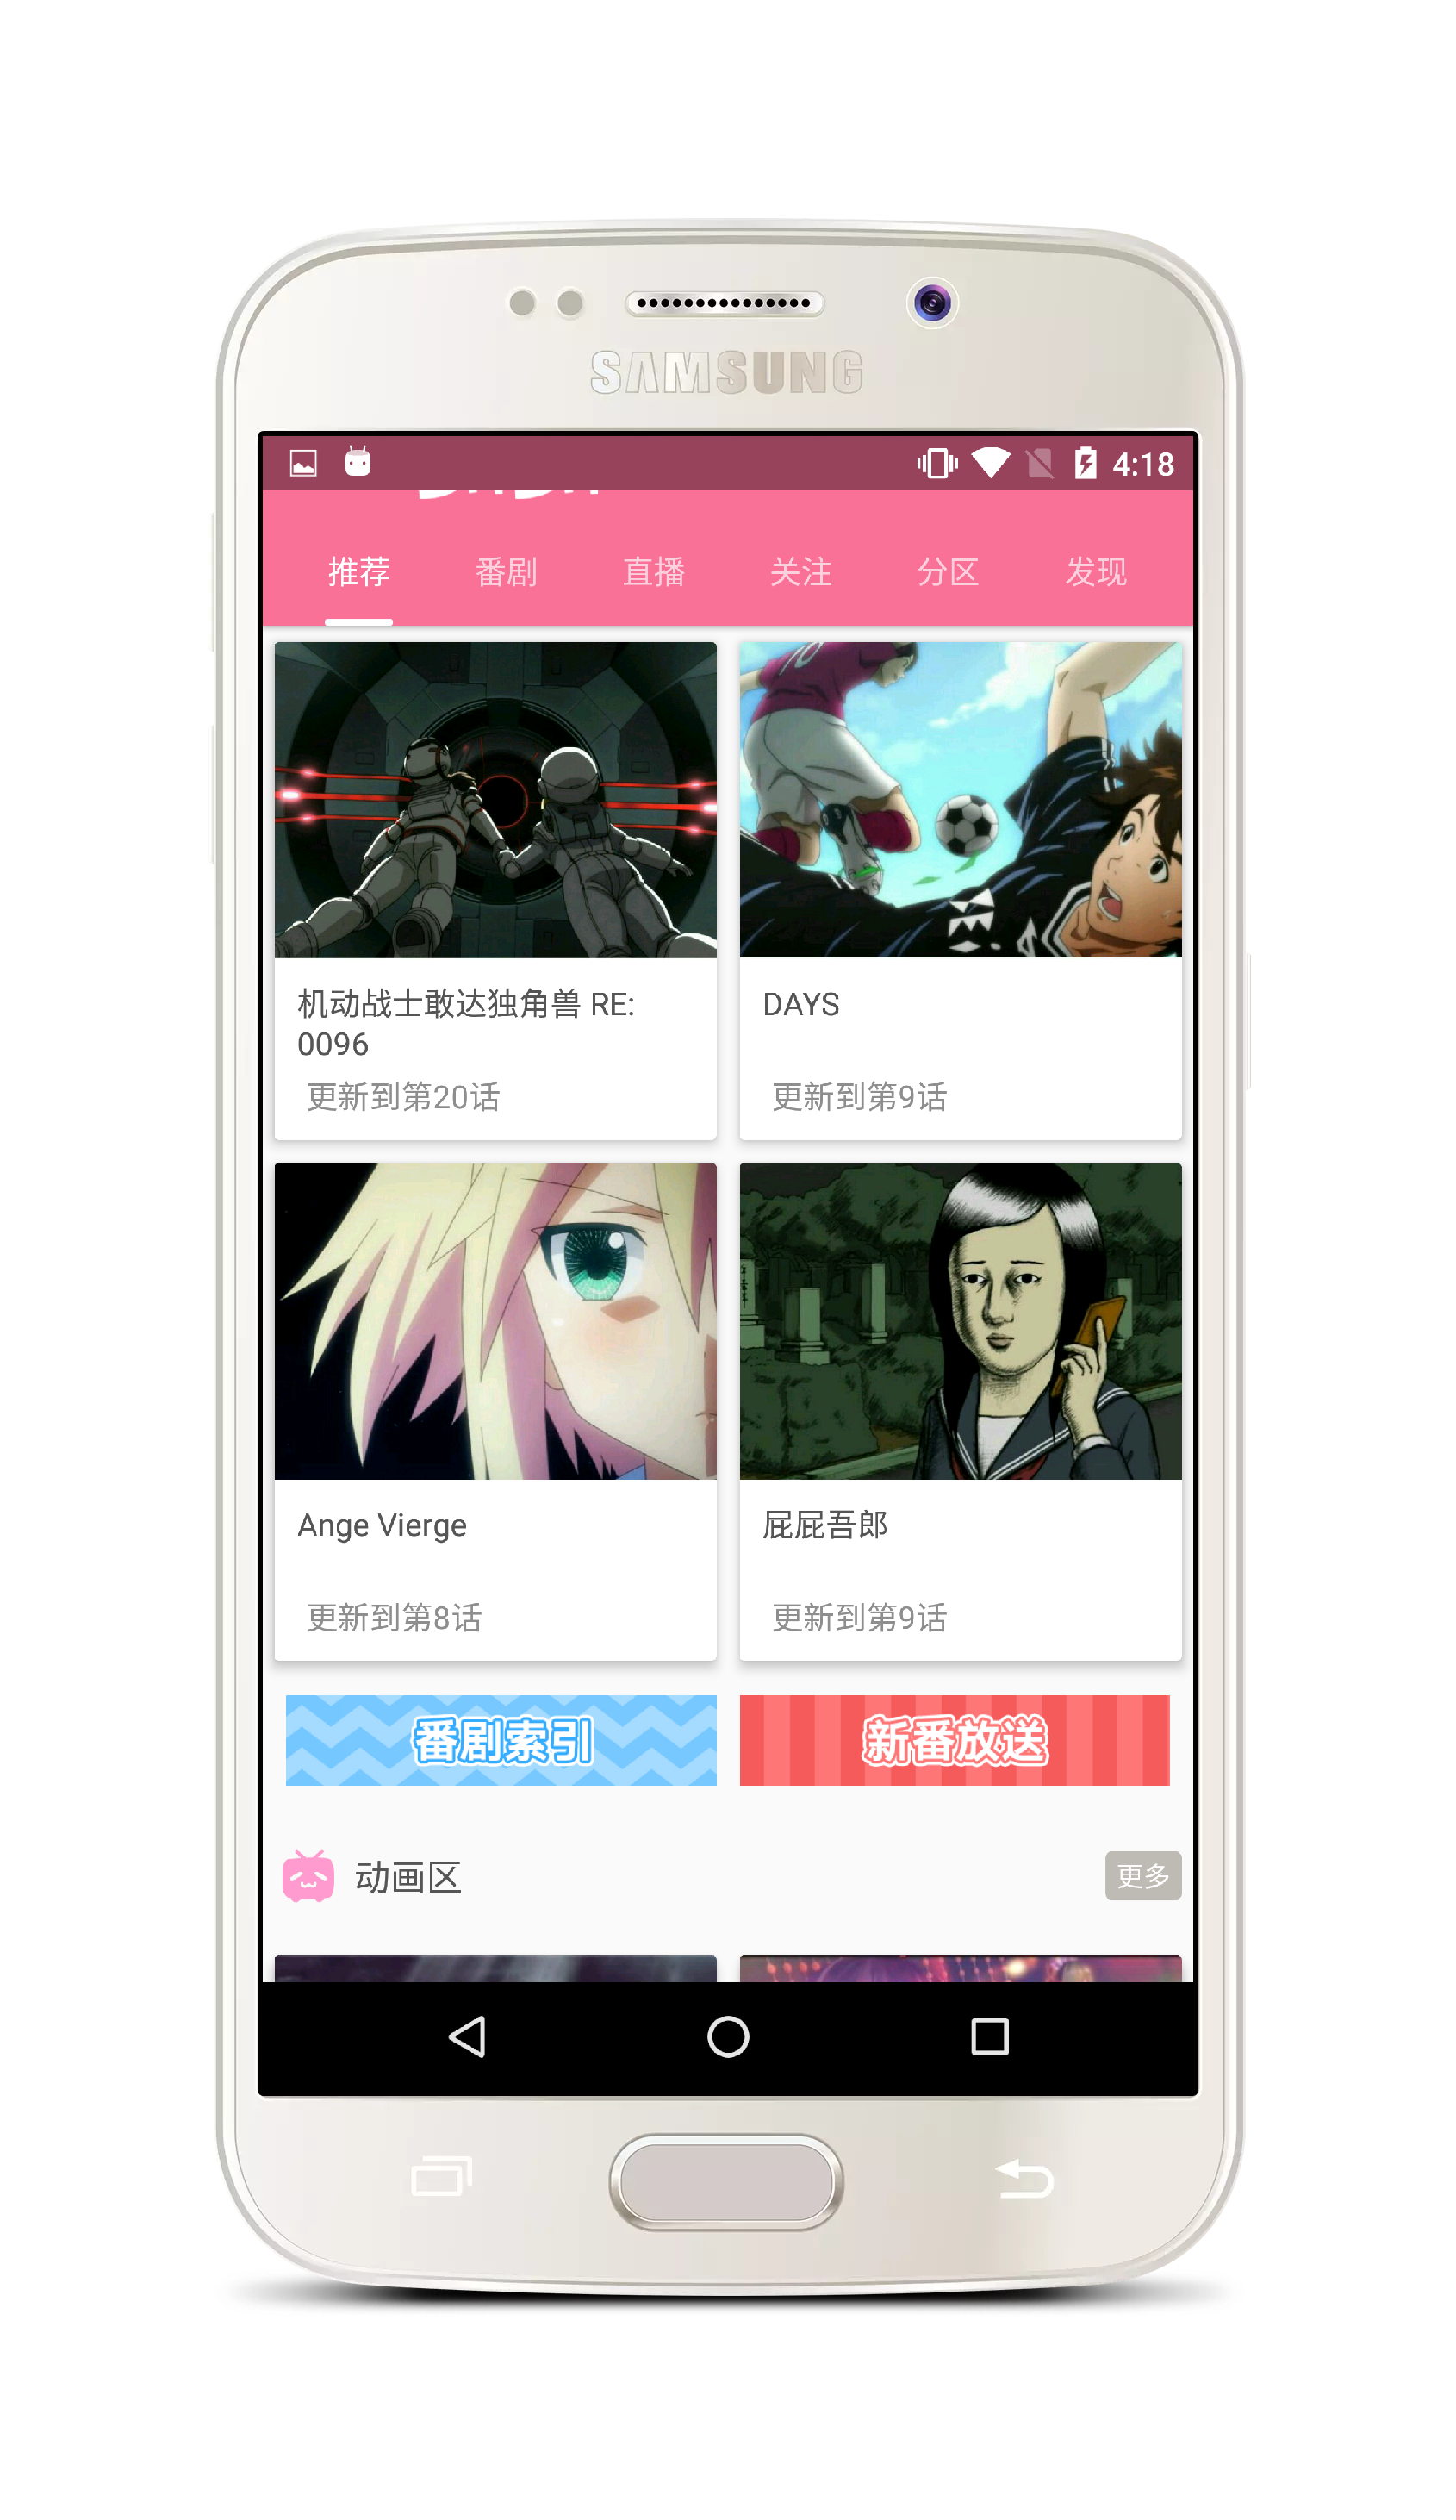 SAMSUNG
4:18
推荐 番剧 直播 关注 分区 发现
机动战士敢达独角兽 RE:
0096
更新到第20话
DAYS
更新到第9话
Ange Vierge
更新到第8话
屁屁吾郎
更新到第9话
番剧索引
新番放送
动画区
更多